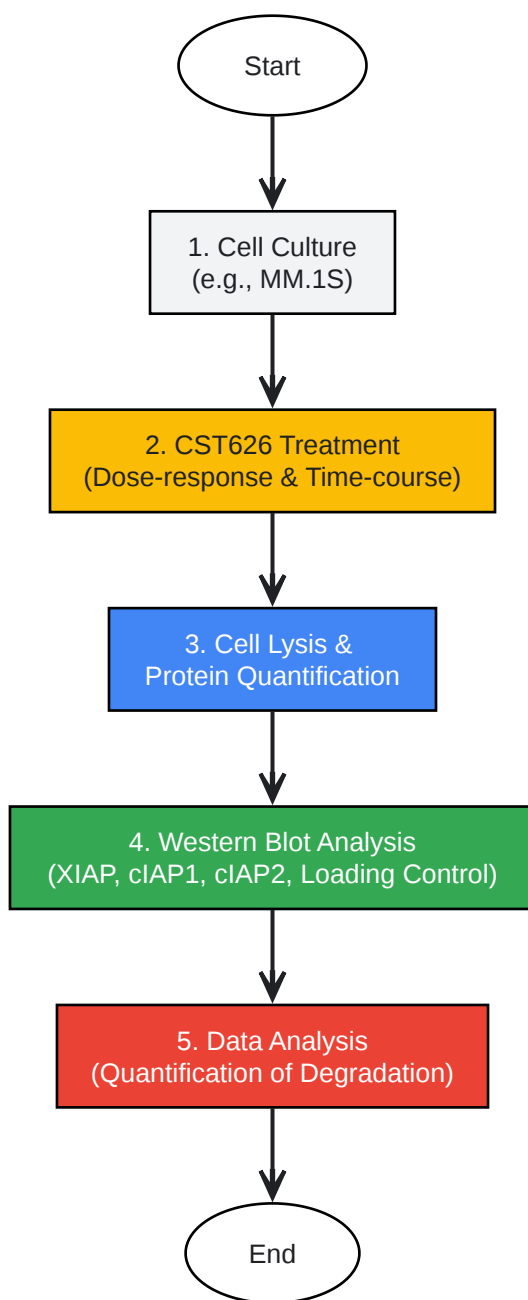 Start
1. Cell Culture
(e.g., MM.1S)
2. CST626 Treatment
(Dose-response & Time-course)
3. Cell Lysis &
Protein Quantification
4. Western Blot Analysis
(XIAP, cIAP1, cIAP2, Loading Control)
5. Data Analysis
(Quantification of Degradation)
End